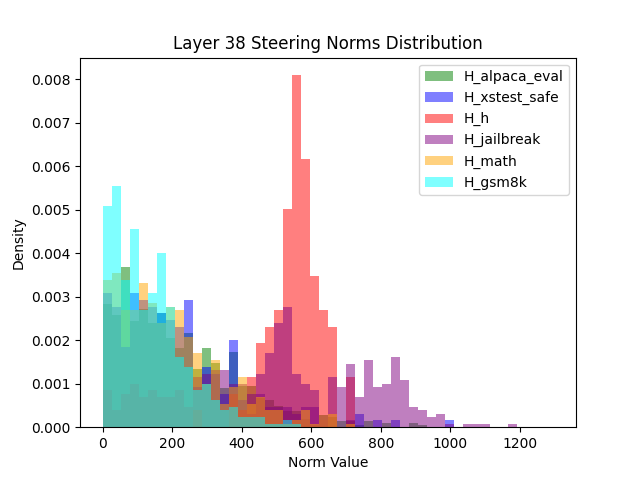 Layer 38 Steering Norms Distribution
0.008
0.007
0.006
0.005
0.004
0.003
0.002
0.001
0.000
Density
H_alpaca_eval
H_xstest_safe
H_h
H_jailbreak
H_math
H_gsm8k
0 200 400 600 800 1000 1200
Norm Value